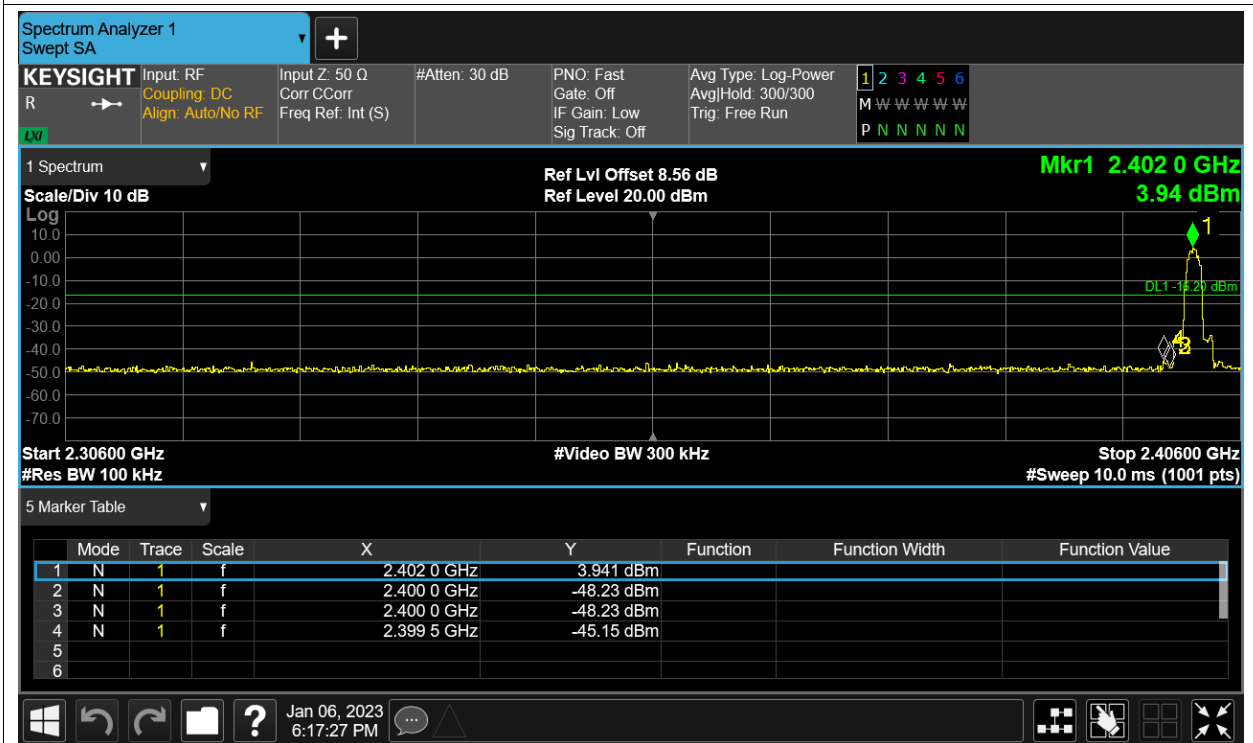 Spectrum Analyzer 1
Swept SA
+
KEYSIGHT Input: RF Input Z: 50 Ω #Atten: 30 dB PNO: Fast Avg Type: Log-Power 1 2 3 4 5 6
R Coupling: DC Corr CCorr Gate: Off Avg|Hold: 300/300 M W W W W W
Align: Auto/No RF Freq Ref: Int (S) IF Gain: Low Trig: Free Run
LXI Sig Track: Off P N N N N N
1 Spectrum Ref Lvl Offset 8.56 dB Mkr1 2.402 0 GHz
Scale/Div 10 dB Ref Level 20.00 dBm 3.94 dBm
Log
1
10.0
0.00
-10.0
DL1 -16.20 dBm
-20.0
-30.0
-40.0
-50.0
-60.0
-70.0
Start 2.30600 GHz #Video BW 300 kHz Stop 2.40600 GHz
#Res BW 100 kHz #Sweep 10.0 ms (1001 pts)
5 Marker Table
Mode Trace Scale X Y Function Function Width Function Value
1 N 1 f 2.402 0 GHz 3.941 dBm
2 N 1 f 2.400 0 GHz -48.23 dBm
3 N 1 f 2.400 0 GHz -48.23 dBm
4 N 1 f 2.399 5 GHz -45.15 dBm
5
6
? Jan 06, 2023
6:17:27 PM